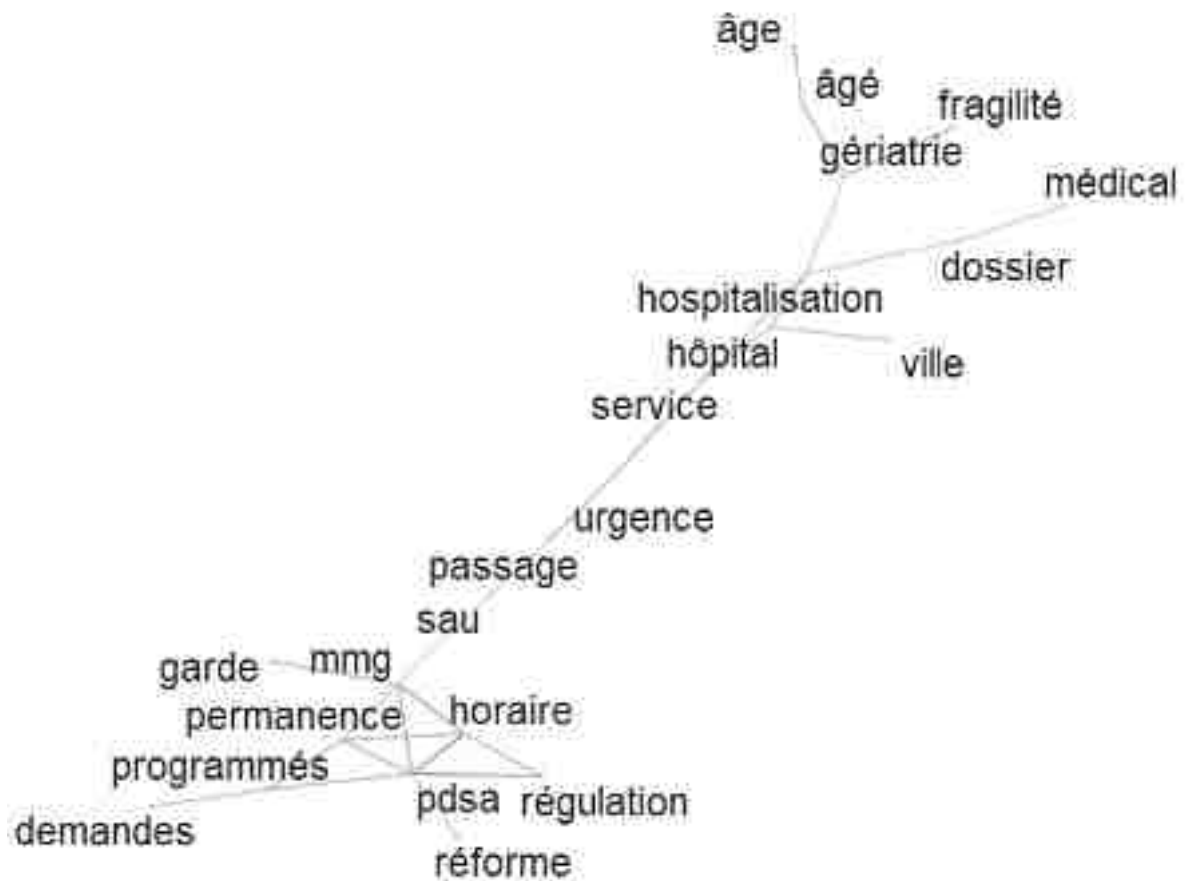 âge
âgé
fragilité
gériatrie
médical
dossier
hospitalisation
hôpital
ville
service
urgence
passage
sau
mmg
garde
permanence
horaire
programmés
pdsa
régulation
demandes
réforme